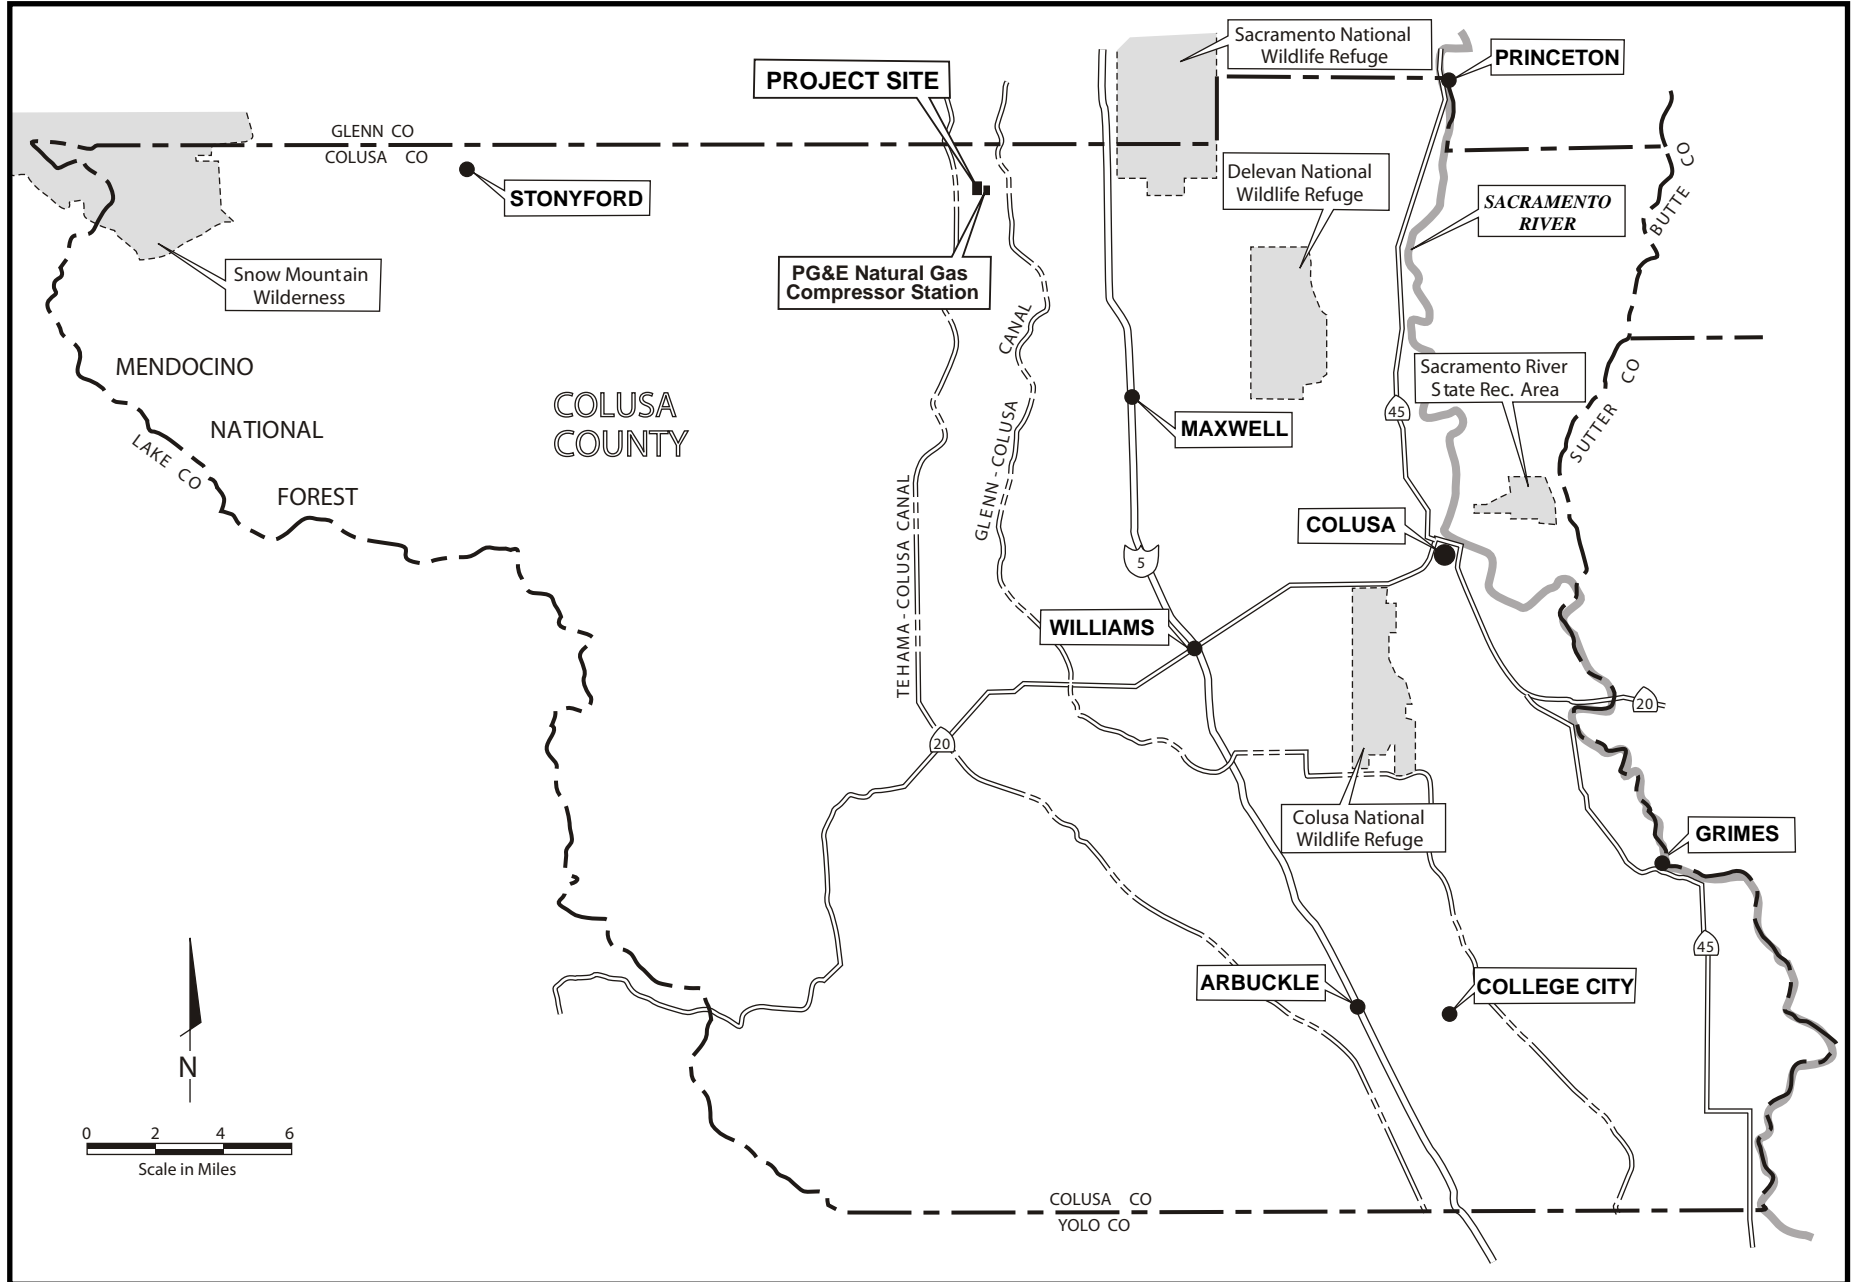 Sacramento National
Wildlife Refuge
PRINCETON
PROJECT SITE
GLENN CO
COLUSA CO
STONYFORD
Delevan National
Wildlife Refuge
SACRAMENTO
RIVER
BUTTE CO
Snow Mountain
Wilderness
PG&E Natural Gas
Compressor Station
CANAL
MENDOCINO
NATIONAL
FOREST
LAKE CO
COLUSA
COUNTY
Sacramento River
State Rec. Area
SUTTER CO
45
MAXWELL
GLENN - COLUSA
TEHAMA - COLUSA CANAL
COLUSA
5
WILLIAMS
20
20
Colusa National
Wildlife Refuge
GRIMES
45
ARBUCKLE
COLLEGE CITY
N
0 2 4 6
Scale in Miles
COLUSA CO
YOLO CO